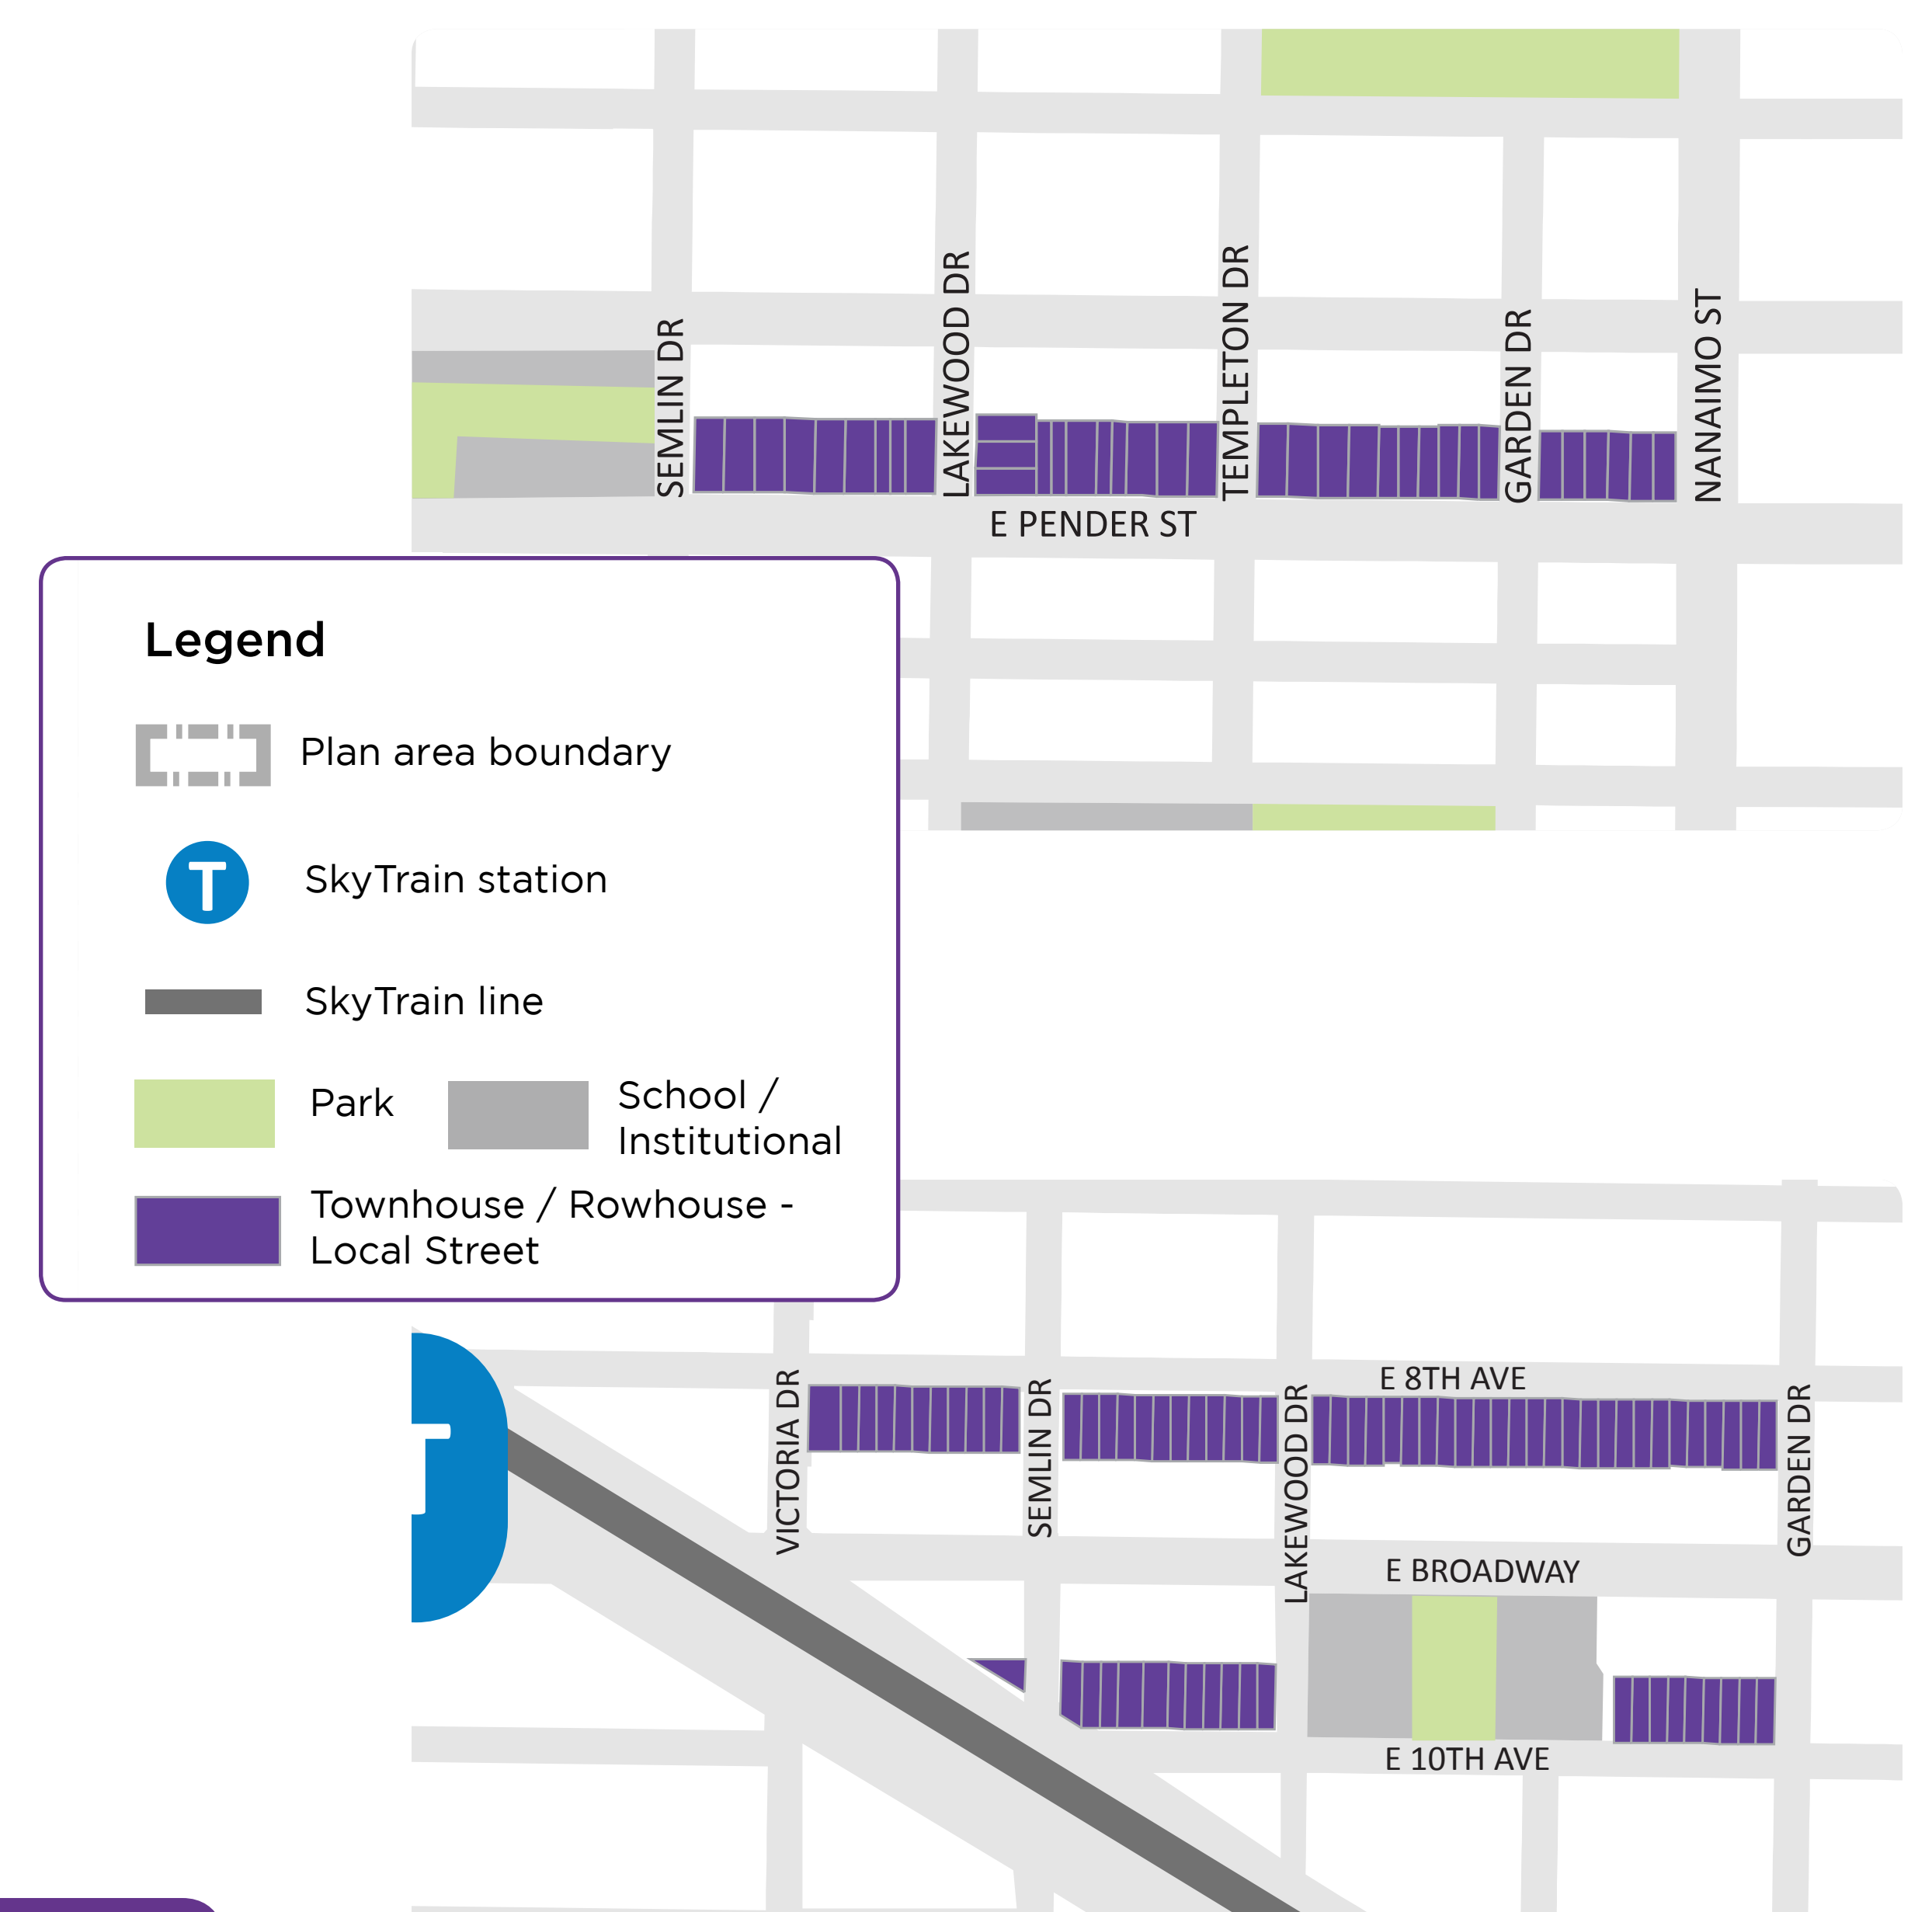 SEMLIN DR
LAKEWOOD DR
TEMPLETON DR
GARDEN DR
NANAIMO ST
E PENDER ST
Legend
Plan area boundary
T
SkyTrain station
SkyTrain line
Park
School /
Institutional
Townhouse / Rowhouse -
Local Street
T
VICTORIA DR
SEMLIN DR
LAKEWOOD DR
GARDEN DR
E 8TH AVE
E BROADWAY
E 10TH AVE